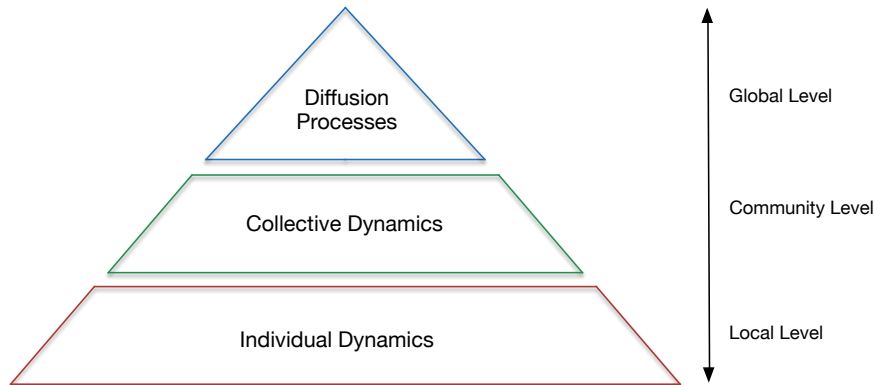 Diffusion
Processes
Global Level
Collective Dynamics
Community Level
Individual Dynamics
Local Level